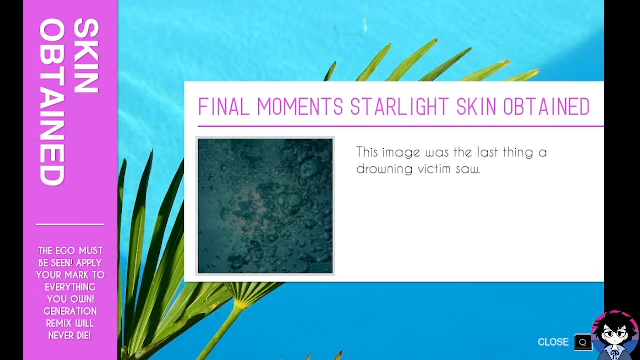 SKIN
OBTAINED
THE EGO MUST
BE SEEN! APPLY
YOUR MARK TO
EVERYTHING
YOU OWN!
GENERATION
REMIX WILL
NEVER DIE!
FINAL MOMENTS STARLIGHT SKIN OBTAINED
This image was the last thing a
drowning victim saw.
CLOSE Q